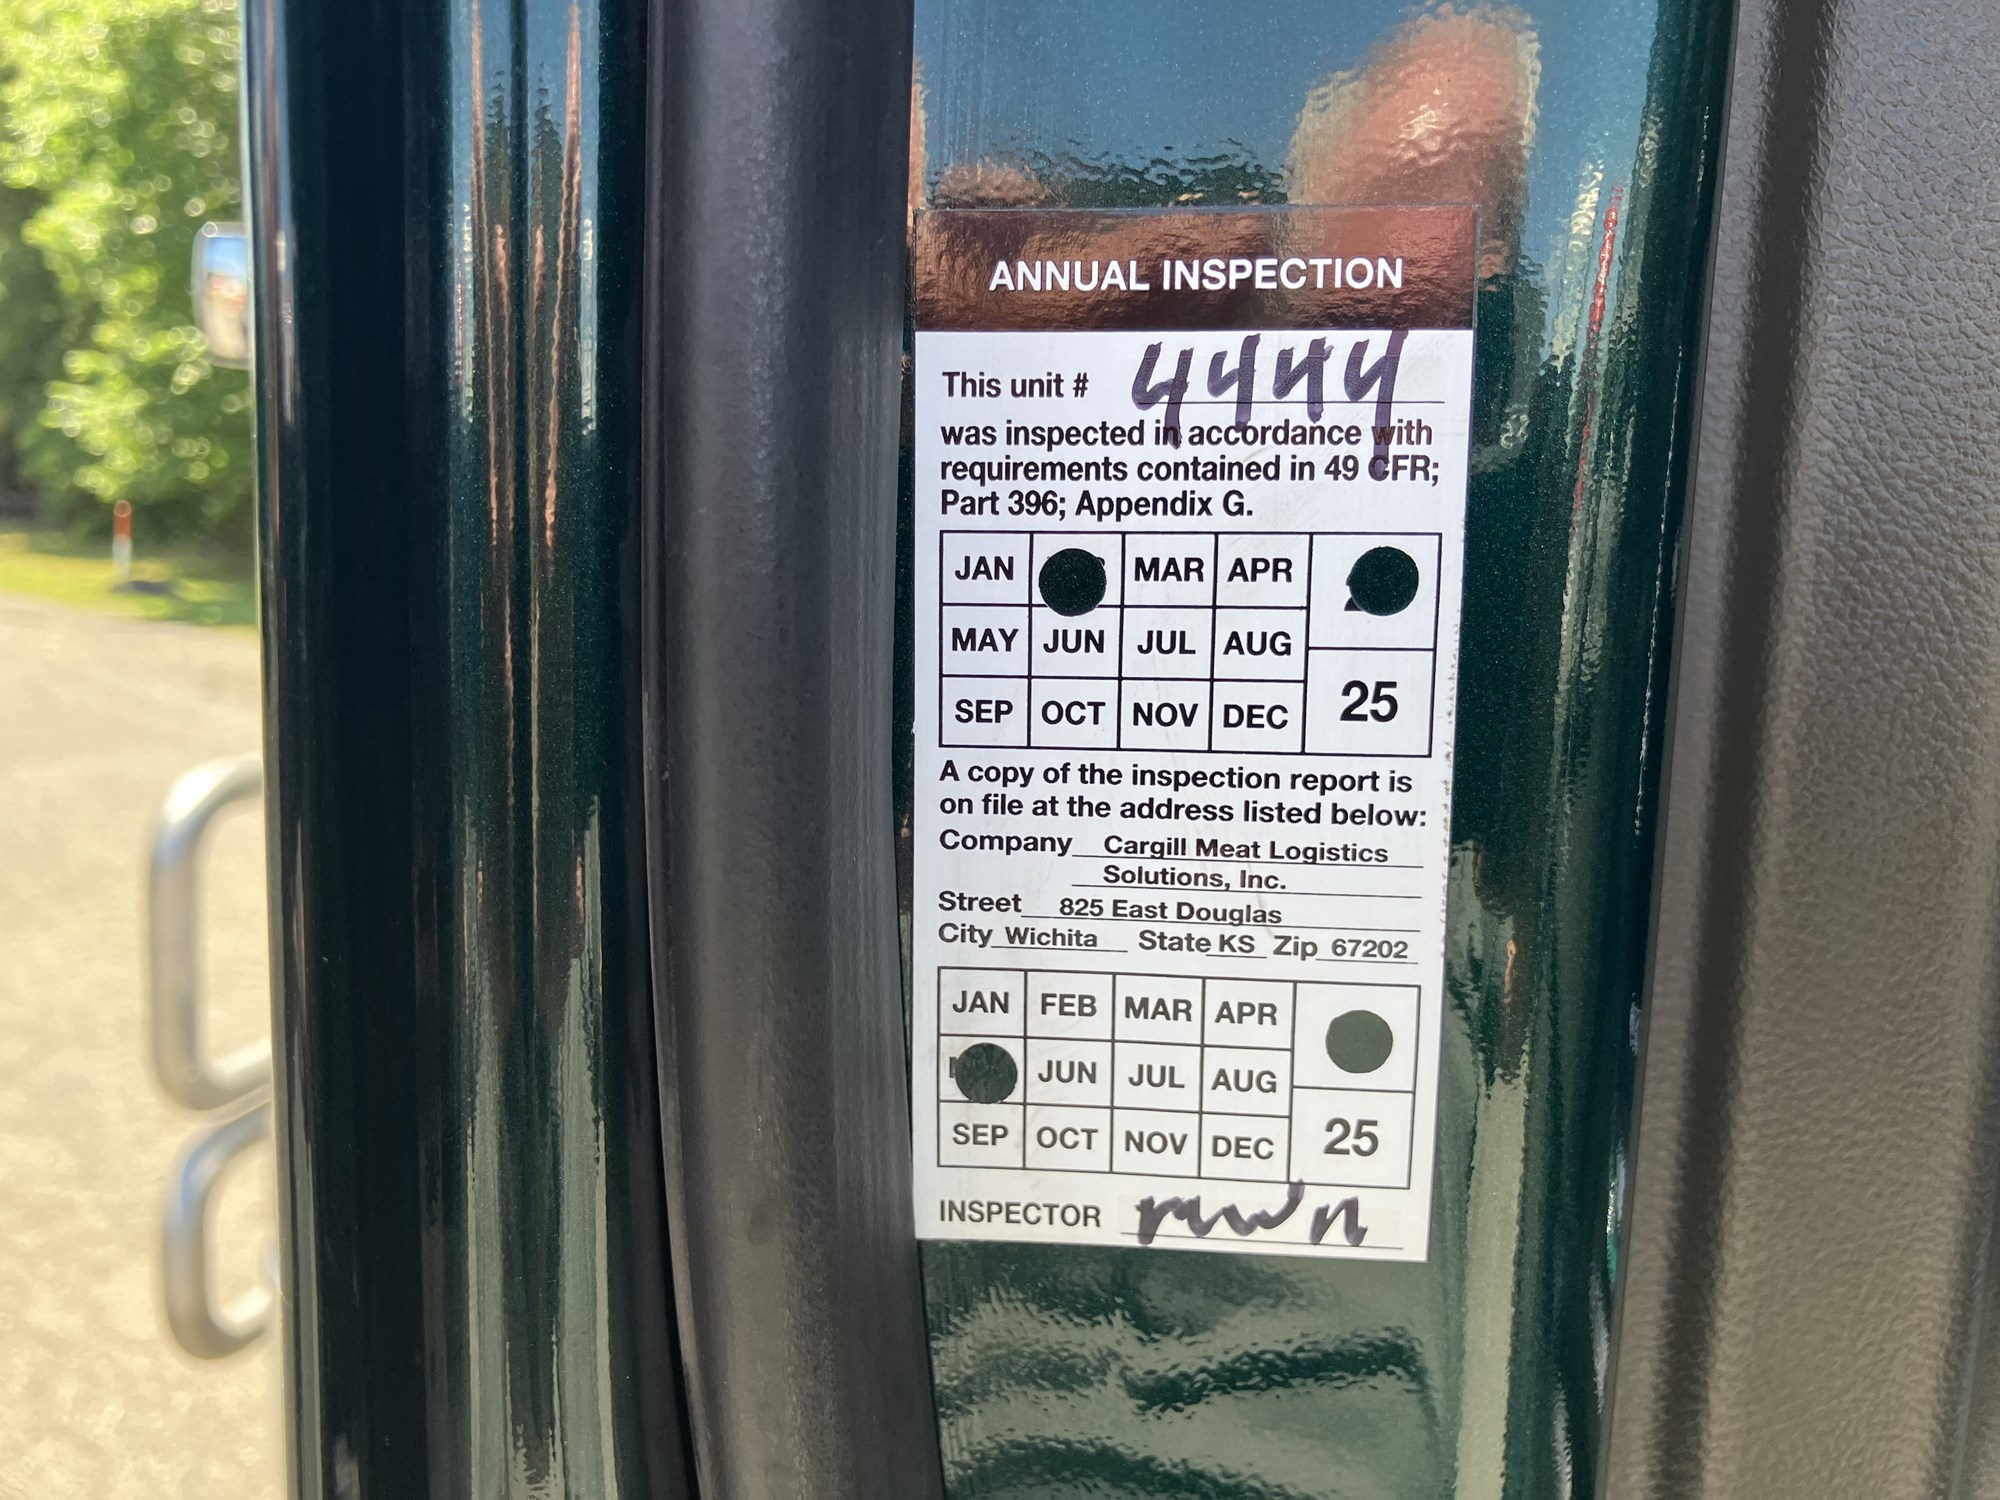 ANNUAL INSPECTION
This unit # 4444
was inspected in accordance with
requirements contained in 49 CFR;
Part 396; Appendix G.
JAN MAR APR
MAY JUN JUL AUG
SEP OCT NOV DEC 25
A copy of the inspection report is
on file at the address listed below:
Company Cargill Meat Logistics
Solutions, Inc.
Street 825 East Douglas
City Wichita State KS Zip 67202
JAN FEB MAR APR
JUN JUL AUG
SEP OCT NOV DEC 25
INSPECTOR